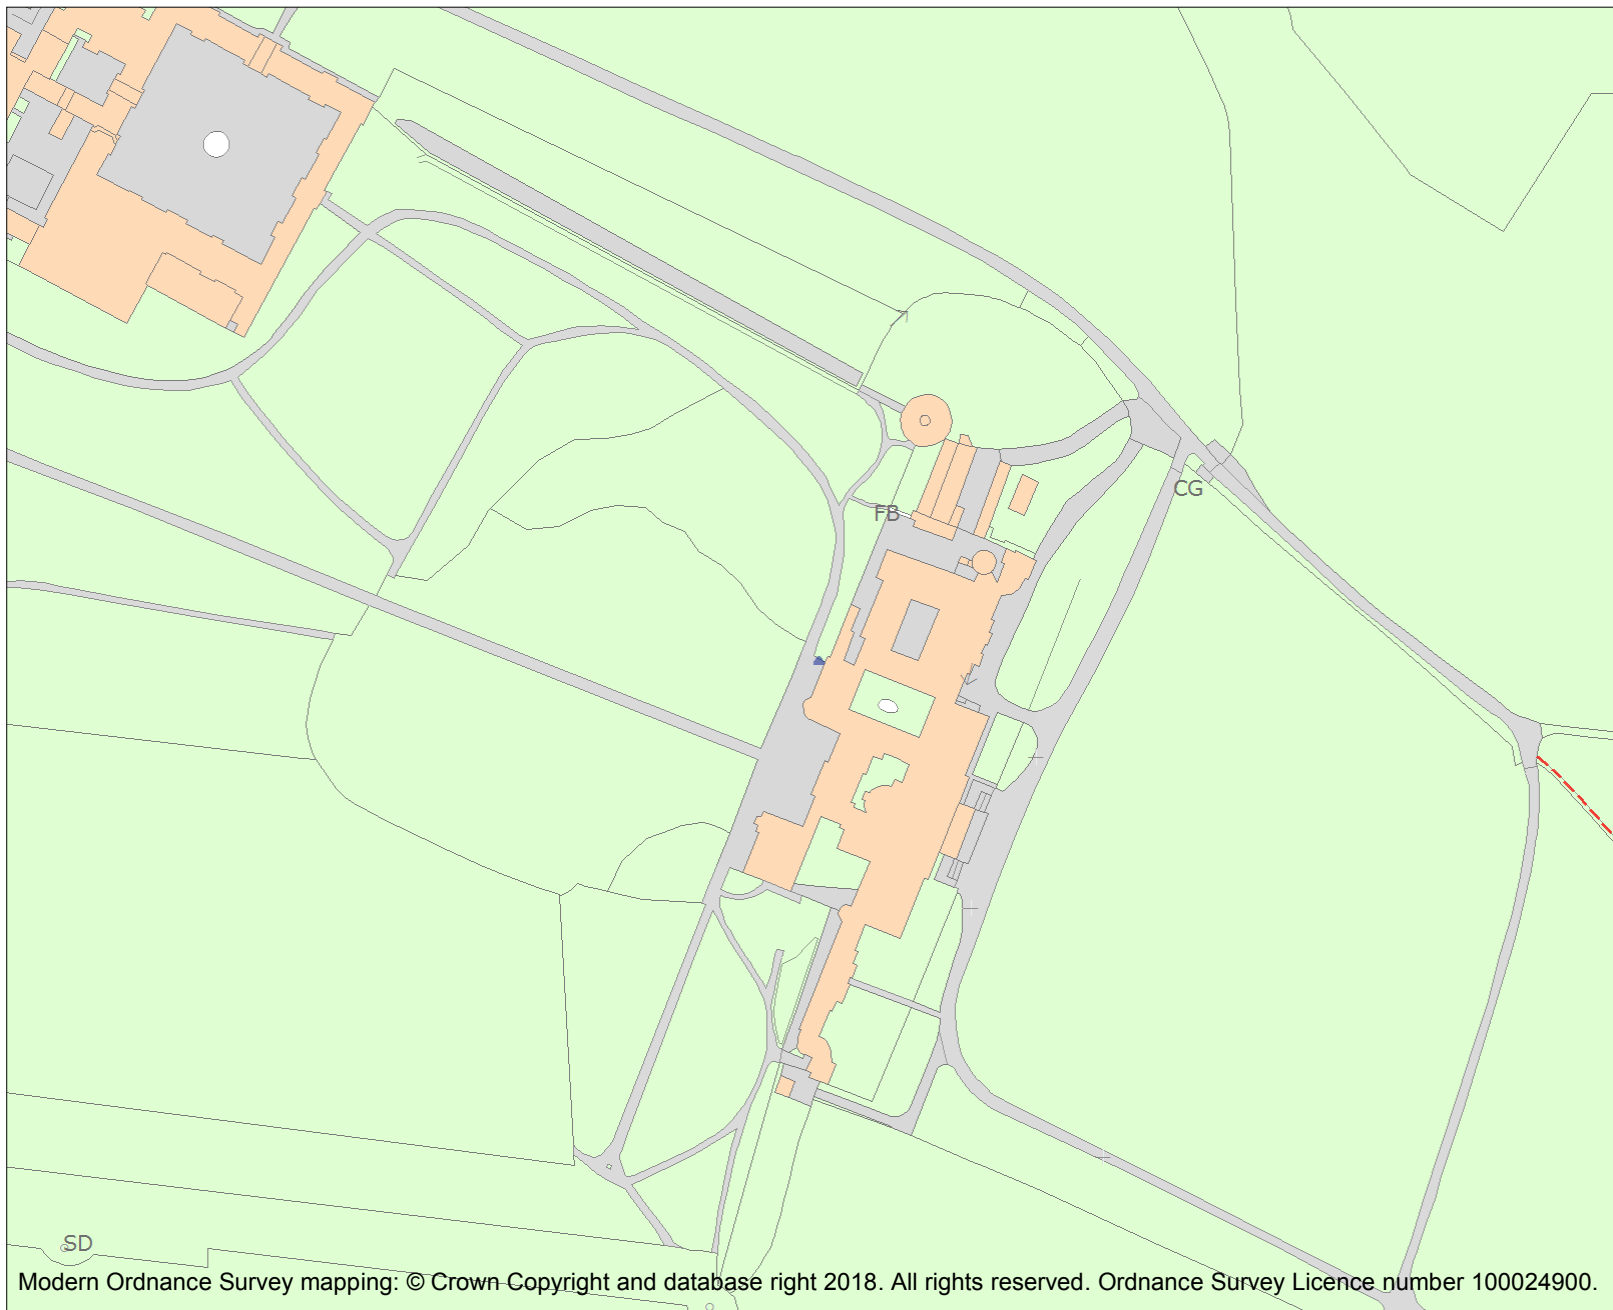 CG
FB
SD
Modern Ordnance Survey mapping: © Crown Copyright and database right 2018. All rights reserved. Ordnance Survey Licence number 100024900.